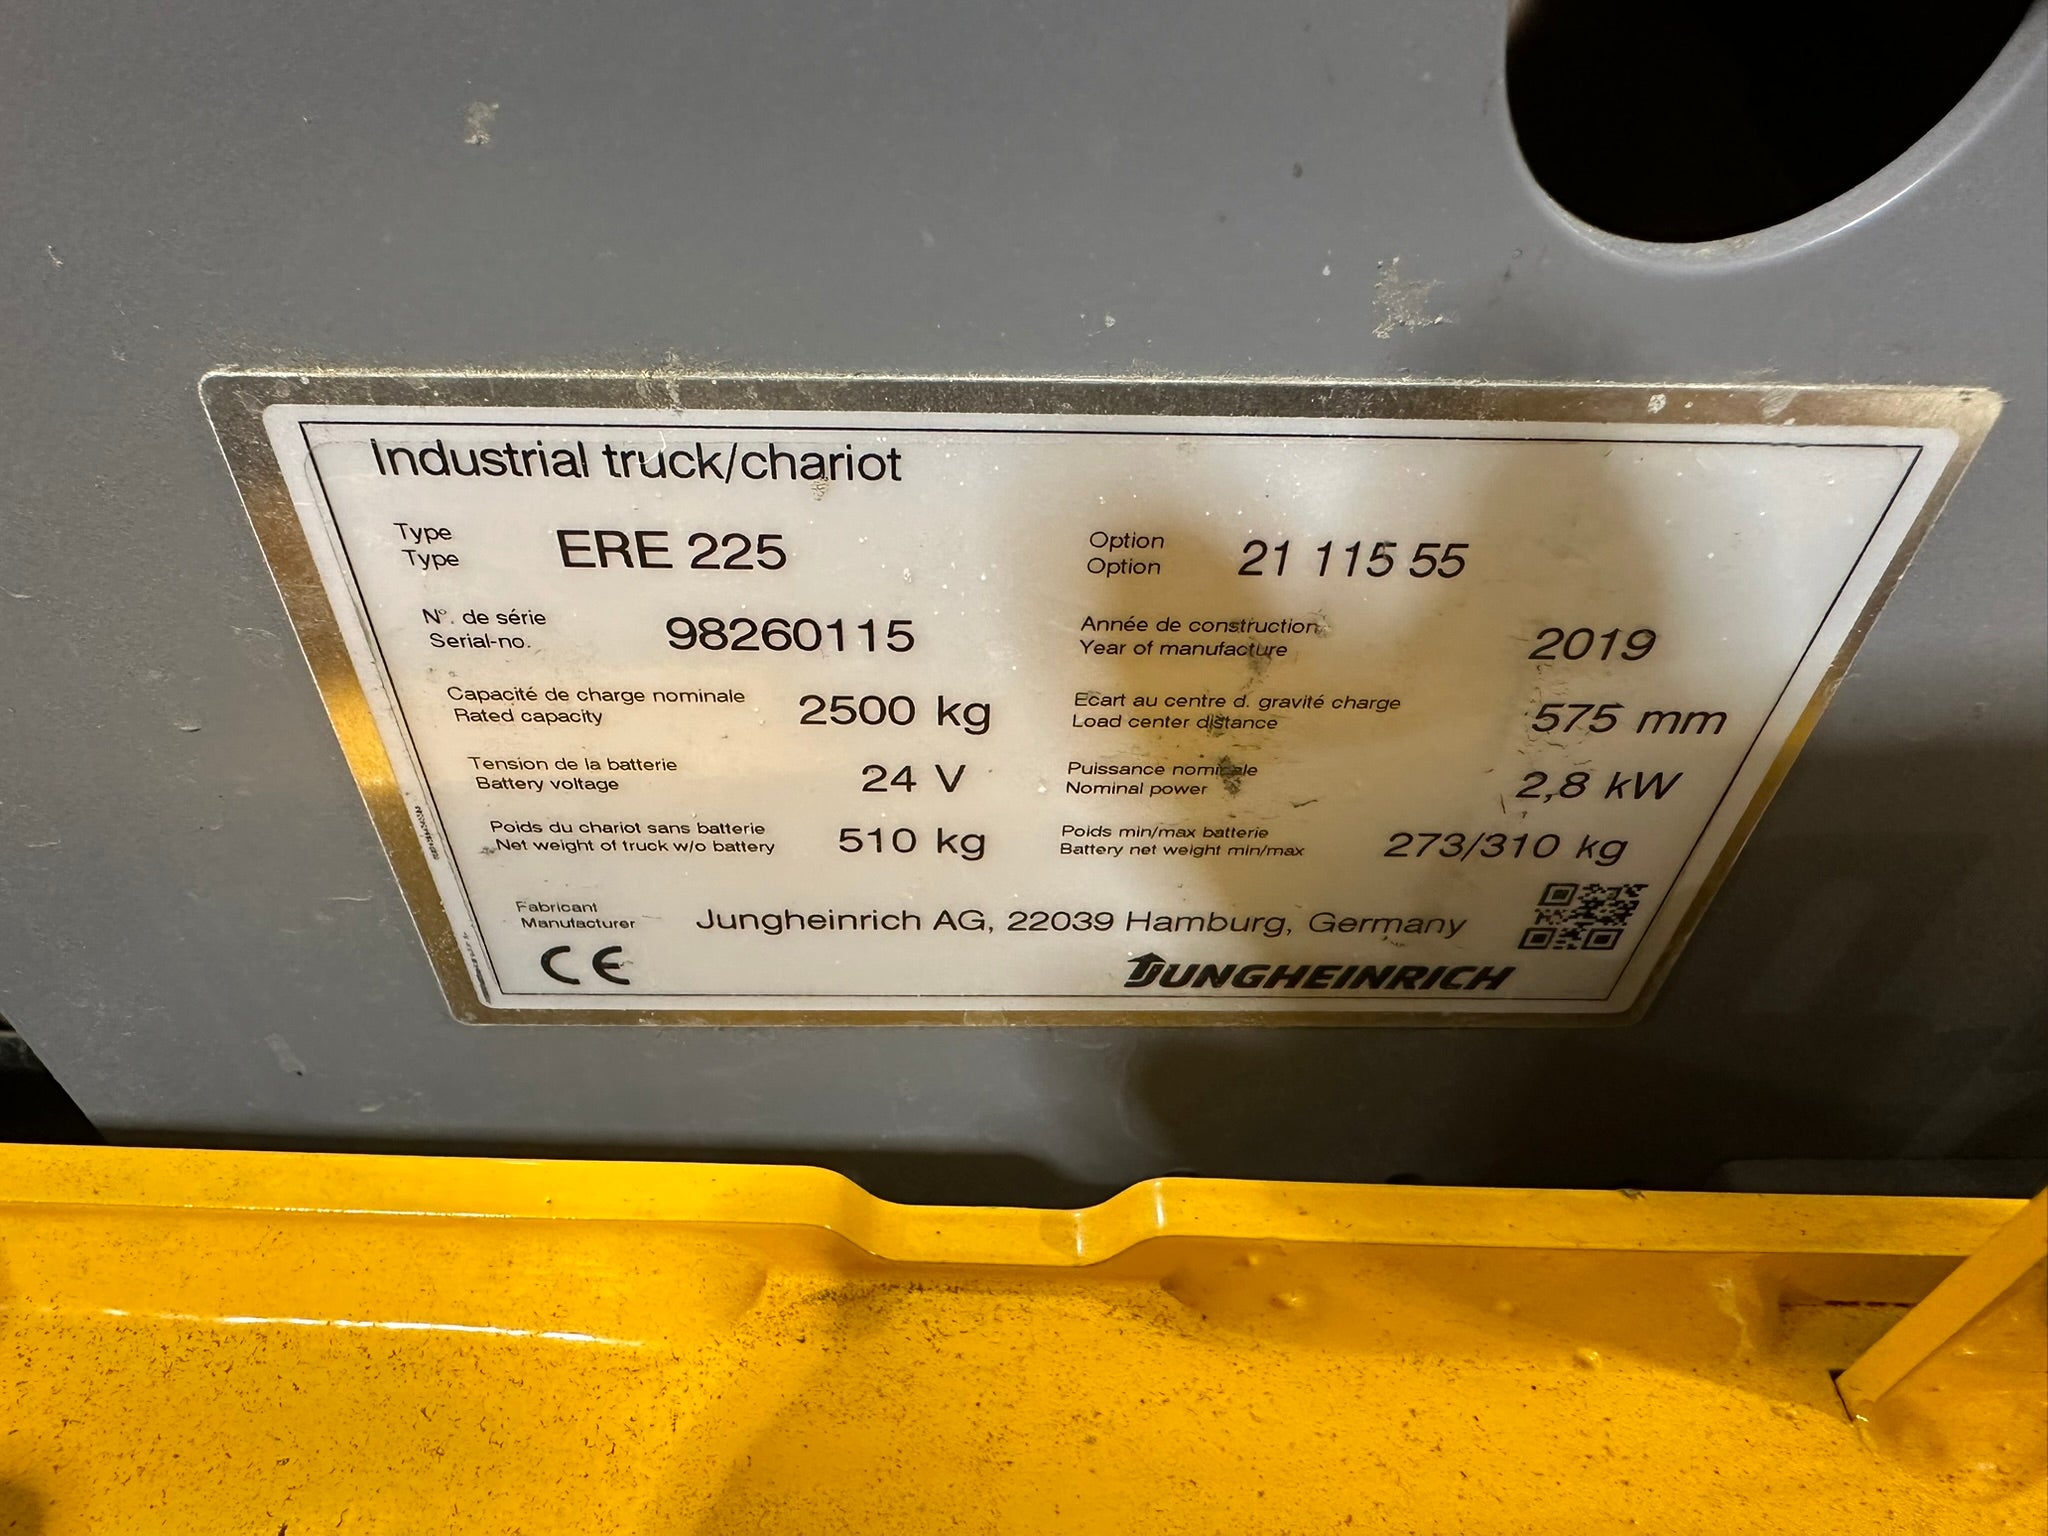 Industrial truck/chariot
Type
Type
ERE 225
Option
Option
21 115 55
N°. de série
Serial-no.
98260115
Année de construction
Year of manufacture
2019
Capacité de charge nominale
Rated capacity
2500 kg
Ecart au centre d. gravité charge
Load center distance
575 mm
Tension de la batterie
Battery voltage
24 V
Puissance nominale
Nominal power
2,8 kW
Poids du chariot sans batterie
Net weight of truck w/o battery
510 kg
Poids min/max batterie
Battery net weight min/max
273/310 kg
Fabricant
Manufacturer
Jungheinrich AG, 22039 Hamburg, Germany
CE
JUNGHEINRICH